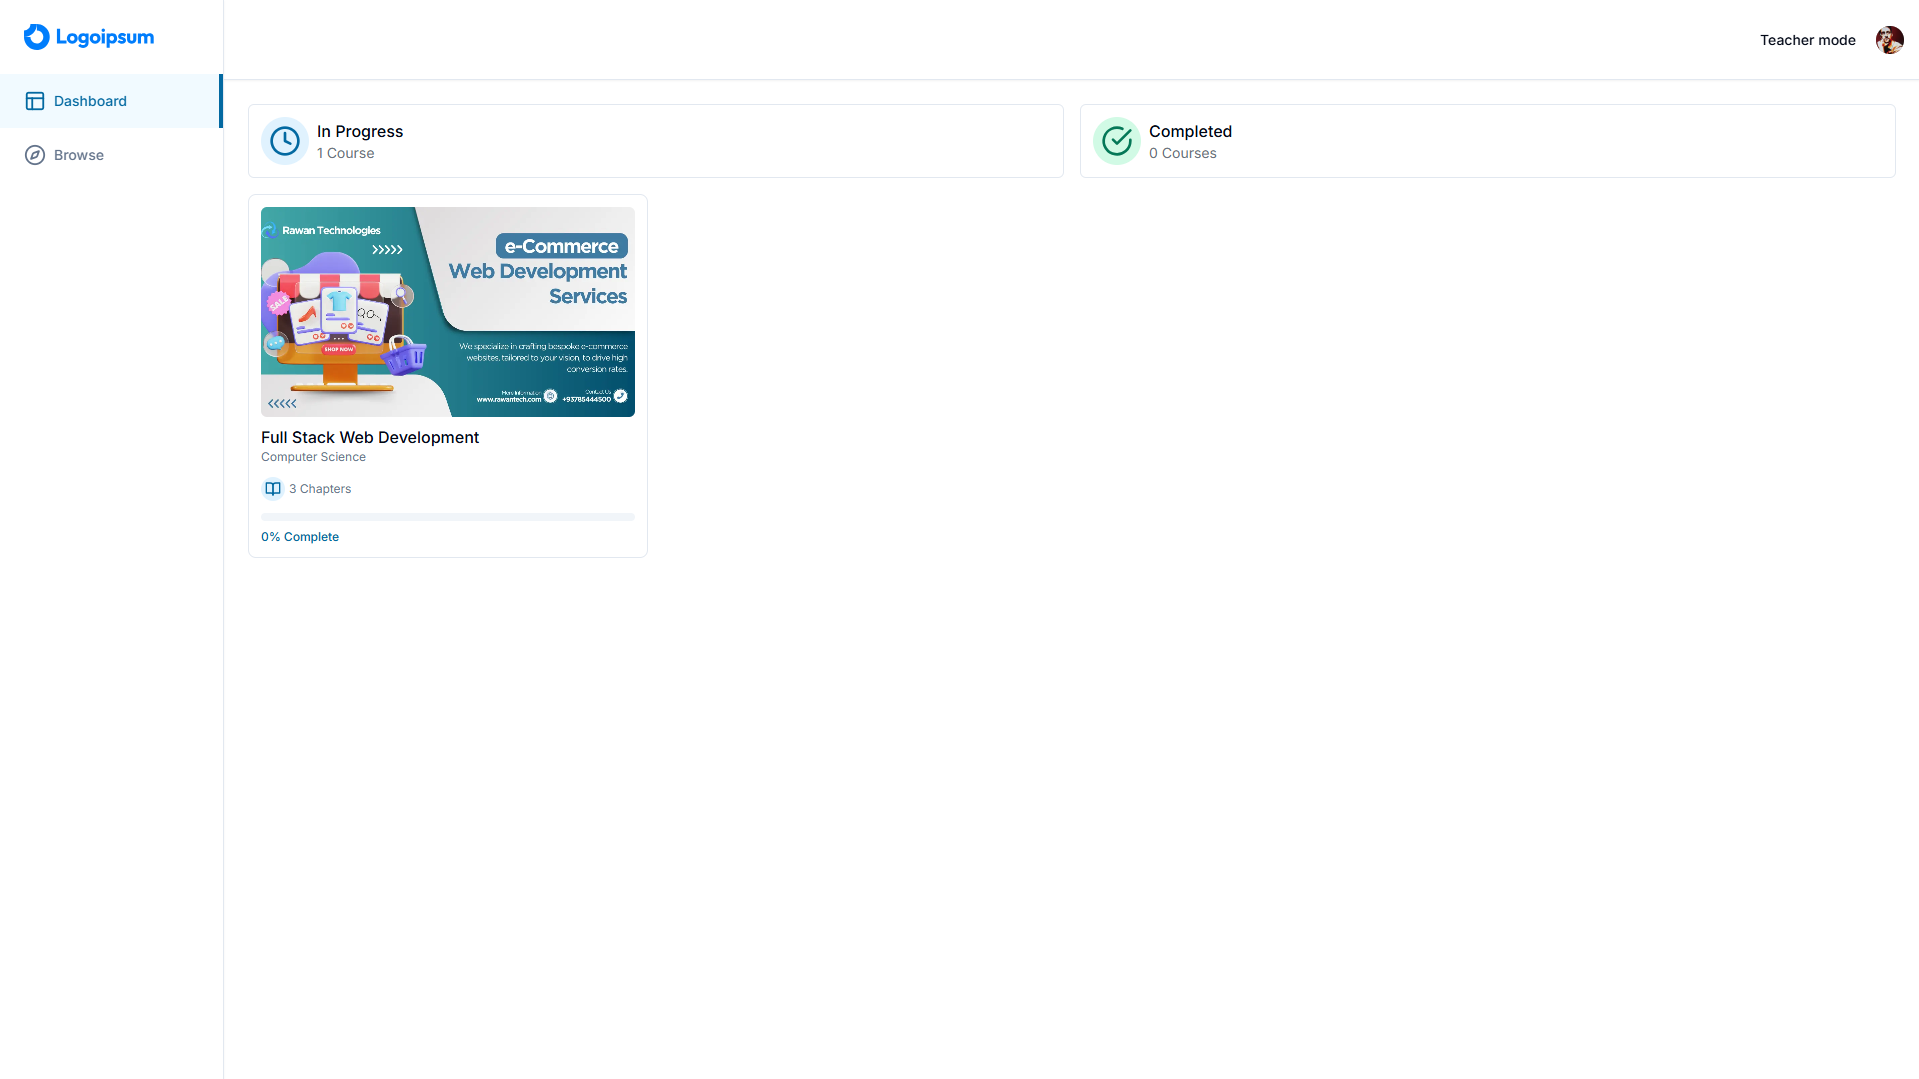 Logoipsum
Teacher mode
Dashboard
Browse
In Progress
1 Course
Completed
0 Courses
Rawan Technologies
>>>>>
e-Commerce
Web Development
Services
SALE
SHOP NOW
We specialize in crafting bespoke e-commerce
websites, tailored to your vision, to drive high
conversion rates.
More Information
www.rawantech.com
Contact Us
+93785444500
<<<<<
Full Stack Web Development
Computer Science
3 Chapters
0% Complete